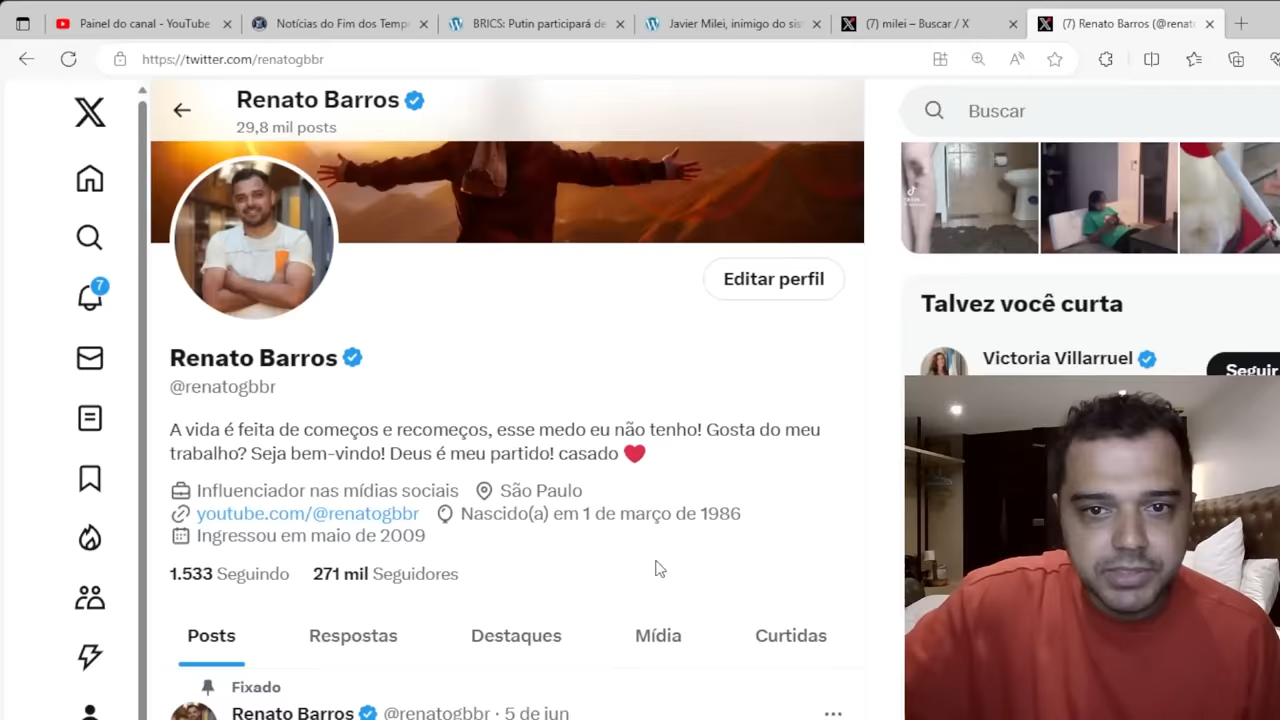 Painel do canal - YouTube
Notícias do Fim dos Temp
BRICS: Putin participará de
Javier Milei, inimigo do sis
(7) milei – Buscar / X
(7) Renato Barros (@renat
https://twitter.com/renatogbbr
Renato Barros
29,8 mil posts
Buscar
7
Editar perfil
Talvez você curta
Renato Barros
@renatogbbr
Victoria Villarruel
Seguir
A vida é feita de começos e recomeços, esse medo eu não tenho! Gosta do meu
trabalho? Seja bem-vindo! Deus é meu partido! casado ❤️
Influenciador nas mídias sociais São Paulo
youtube.com/@renatogbbr Nascido(a) em 1 de março de 1986
Ingressou em maio de 2009
1.533 Seguindo 271 mil Seguidores
Posts Respostas Destaques Mídia Curtidas
Fixado
Renato Barros @renatogbbr · 5 de jun